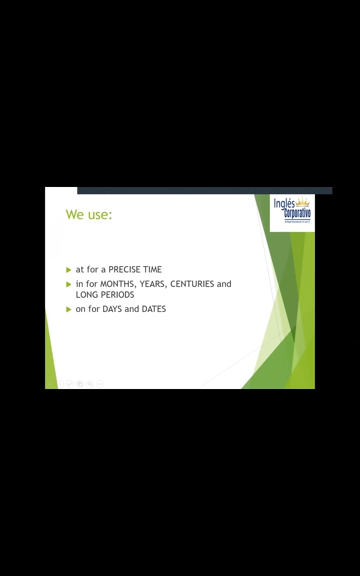 Inglés
Corporativo
We use:
at for a PRECISE TIME
in for MONTHS, YEARS, CENTURIES and
LONG PERIODS
on for DAYS and DATES